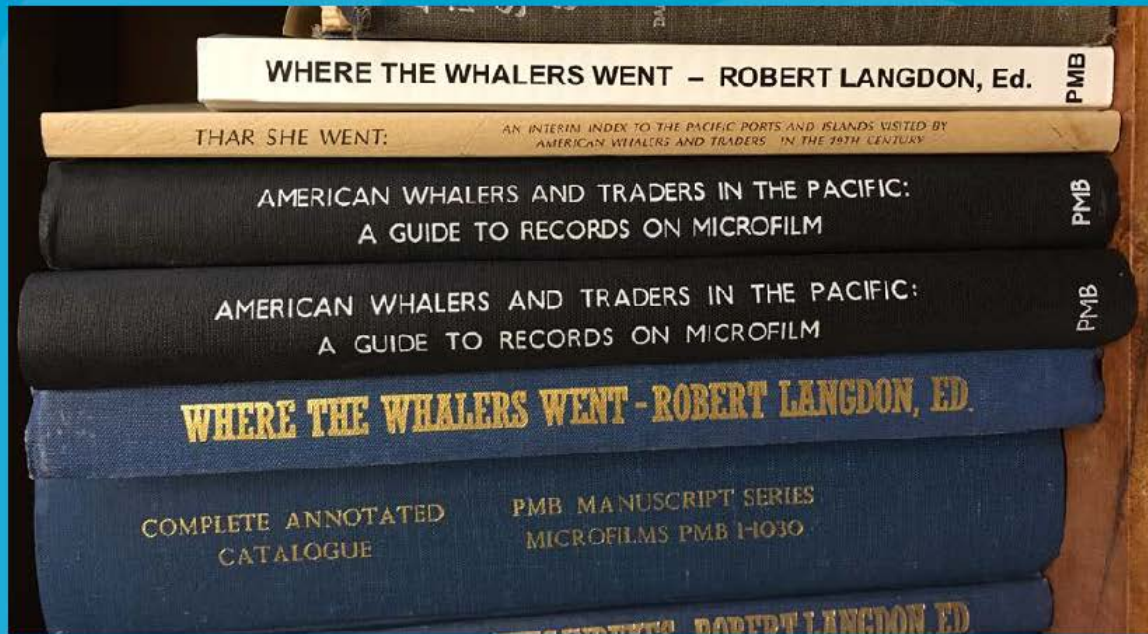 WHERE THE WHALERS WENT – ROBERT LANGDON, Ed. PMB
THAR SHE WENT: AN INTERIM INDEX TO THE PACIFIC PORTS AND ISLANDS VISITED BY
AMERICAN WHALERS AND TRADERS IN THE 19TH CENTURY
AMERICAN WHALERS AND TRADERS IN THE PACIFIC:
A GUIDE TO RECORDS ON MICROFILM
PMB
AMERICAN WHALERS AND TRADERS IN THE PACIFIC:
A GUIDE TO RECORDS ON MICROFILM
PMB
WHERE THE WHALERS WENT - ROBERT LANGDON, ED.
COMPLETE ANNOTATED
CATALOGUE
PMB MANUSCRIPT SERIES
MICROFILMS PMB 1-1030
ROBERT LANGDON, ED